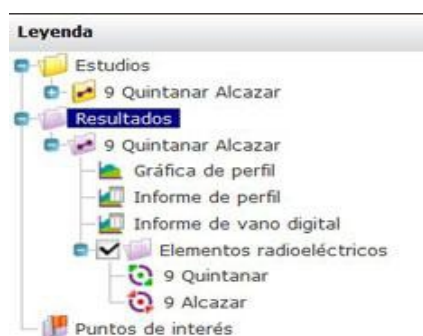 Leyenda
Estudios
9 Quintanar Alcazar
Resultados
9 Quintanar Alcazar
Gráfica de perfil
Informe de perfil
Informe de vano digital
Elementos radioeléctricos
9 Quintanar
9 Alcazar
Puntos de interés